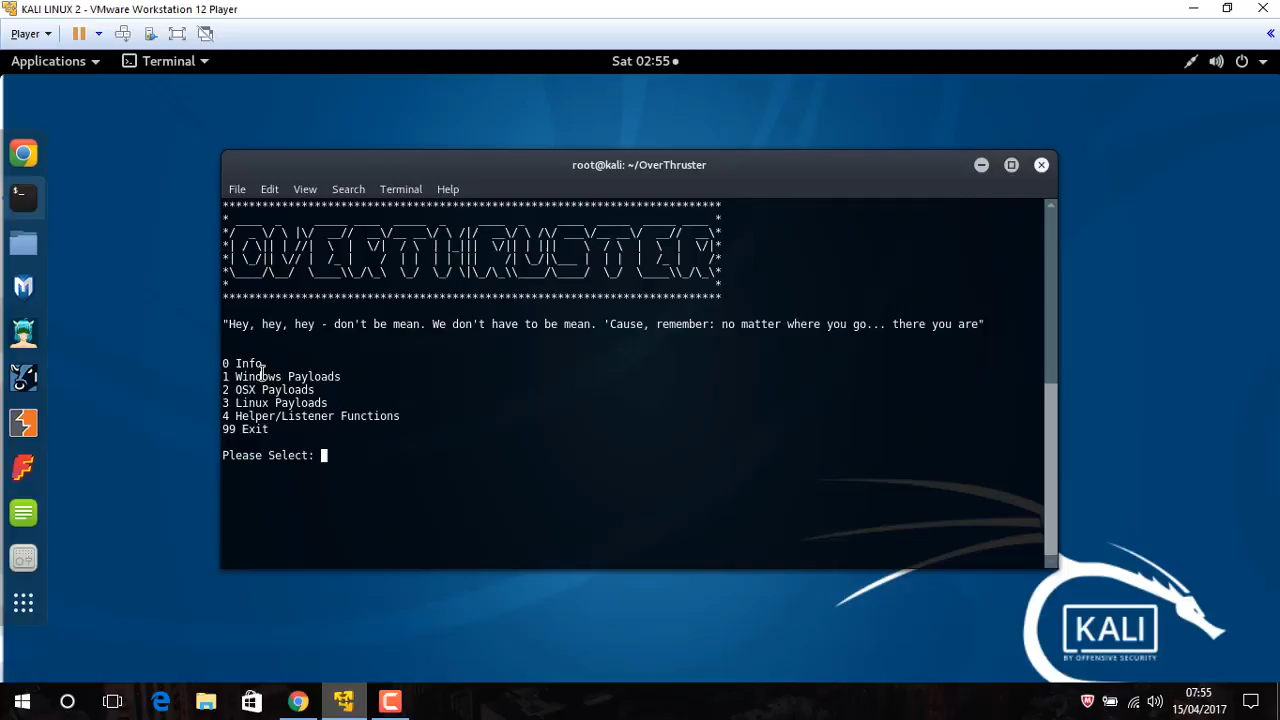 KALI LINUX 2 - VMware Workstation 12 Player
Player
Applications
Terminal
Sat 02:55
root@kali: ~/OverThruster
File Edit View Search Terminal Help
OVERTHRUSTER
"Hey, hey, hey - don't be mean. We don't have to be mean. 'Cause, remember: no matter where you go... there you are"
0 Info
1 Windows Payloads
2 OSX Payloads
3 Linux Payloads
4 Helper/Listener Functions
99 Exit
Please Select:
KALI
BY OFFENSIVE SECURITY
07:55
15/04/2017